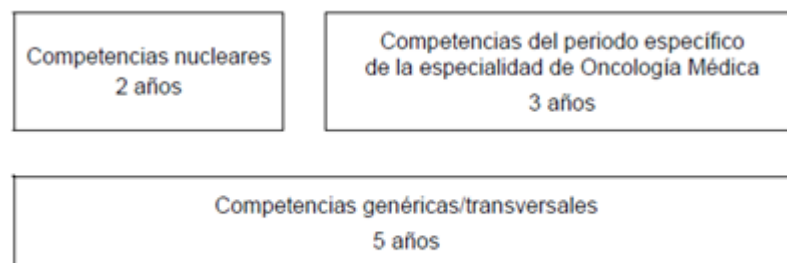 Competencias nucleares
2 años
Competencias del periodo específico
de la especialidad de Oncología Médica
3 años
Competencias genéricas/transversales
5 años